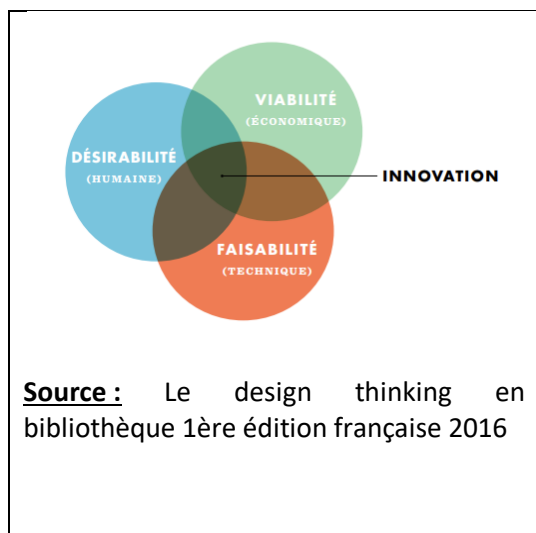 VIABILITÉ
(ÉCONOMIQUE)
DÉSIRABILITÉ
(HUMAINE)
INNOVATION
FAISABILITÉ
(TECHNIQUE)
Source : Le design thinking en
bibliothèque 1ère édition française 2016